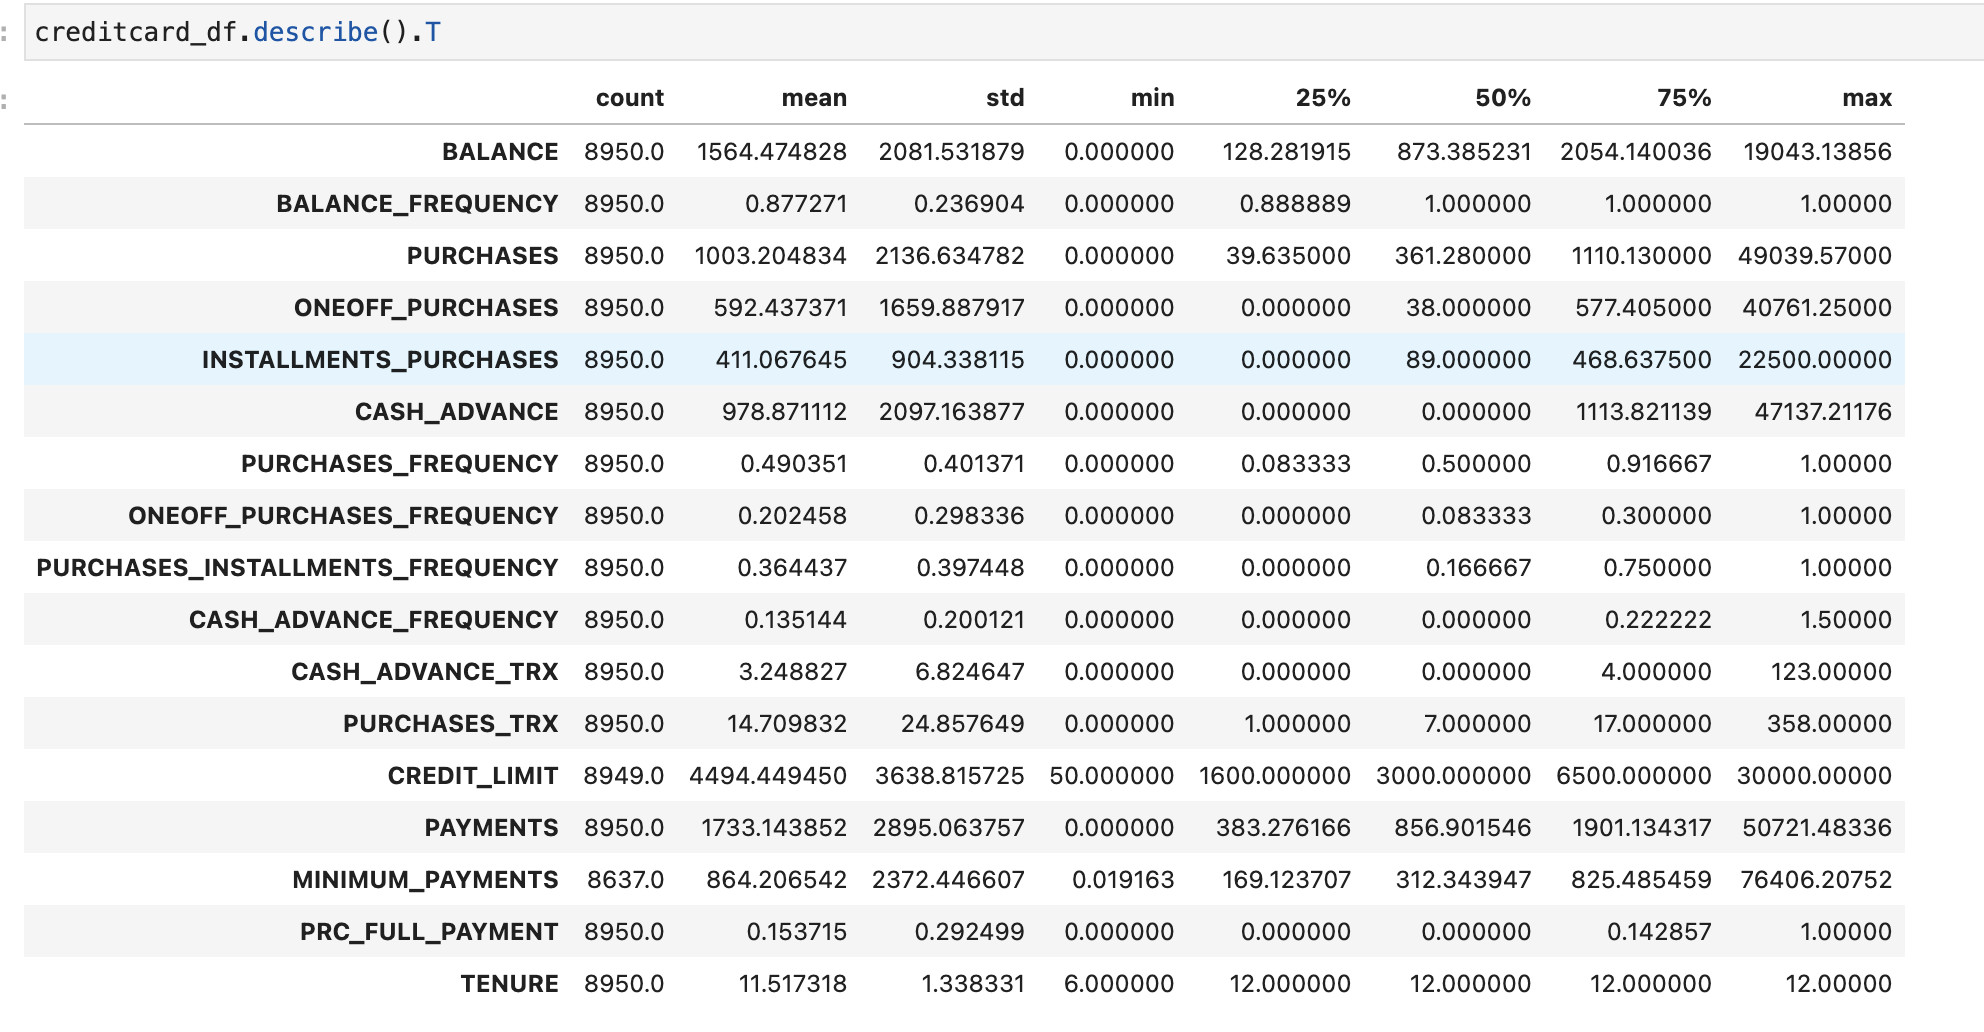 creditcard_df.describe().T
count mean std min 25% 50% 75% max
BALANCE 8950.0 1564.474828 2081.531879 0.000000 128.281915 873.385231 2054.140036 19043.13856
BALANCE_FREQUENCY 8950.0 0.877271 0.236904 0.000000 0.888889 1.000000 1.000000 1.00000
PURCHASES 8950.0 1003.204834 2136.634782 0.000000 39.635000 361.280000 1110.130000 49039.57000
ONEOFF_PURCHASES 8950.0 592.437371 1659.887917 0.000000 0.000000 38.000000 577.405000 40761.25000
INSTALLMENTS_PURCHASES 8950.0 411.067645 904.338115 0.000000 0.000000 89.000000 468.637500 22500.00000
CASH_ADVANCE 8950.0 978.871112 2097.163877 0.000000 0.000000 0.000000 1113.821139 47137.21176
PURCHASES_FREQUENCY 8950.0 0.490351 0.401371 0.000000 0.083333 0.500000 0.916667 1.00000
ONEOFF_PURCHASES_FREQUENCY 8950.0 0.202458 0.298336 0.000000 0.000000 0.083333 0.300000 1.00000
PURCHASES_INSTALLMENTS_FREQUENCY 8950.0 0.364437 0.397448 0.000000 0.000000 0.166667 0.750000 1.00000
CASH_ADVANCE_FREQUENCY 8950.0 0.135144 0.200121 0.000000 0.000000 0.000000 0.222222 1.50000
CASH_ADVANCE_TRX 8950.0 3.248827 6.824647 0.000000 0.000000 0.000000 4.000000 123.00000
PURCHASES_TRX 8950.0 14.709832 24.857649 0.000000 1.000000 7.000000 17.000000 358.00000
CREDIT_LIMIT 8949.0 4494.449450 3638.815725 50.000000 1600.000000 3000.000000 6500.000000 30000.00000
PAYMENTS 8950.0 1733.143852 2895.063757 0.000000 383.276166 856.901546 1901.134317 50721.48336
MINIMUM_PAYMENTS 8637.0 864.206542 2372.446607 0.019163 169.123707 312.343947 825.485459 76406.20752
PRC_FULL_PAYMENT 8950.0 0.153715 0.292499 0.000000 0.000000 0.000000 0.142857 1.00000
TENURE 8950.0 11.517318 1.338331 6.000000 12.000000 12.000000 12.000000 12.00000